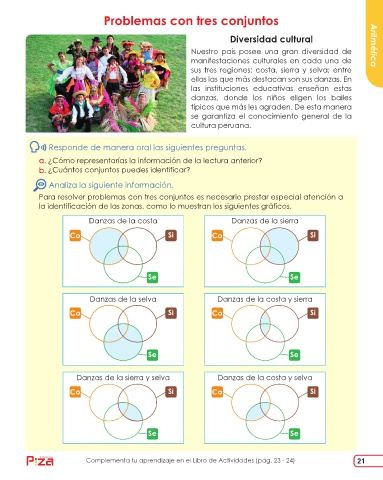 Problemas con tres conjuntos
Aritmética
Diversidad cultural
Nuestro país posee una gran diversidad de
manifestaciones culturales en cada una de
sus tres regiones: costa, sierra y selva; entre
ellas las que más destacan son sus danzas. En
las instituciones educativas enseñan estas
danzas, donde los niños eligen los bailes
típicos que más les agraden. De esta manera
se garantiza el conocimiento general de la
cultura peruana.
Responde de manera oral las siguientes preguntas.
a. ¿Cómo representarías la información de la lectura anterior?
b. ¿Cuántos conjuntos puedes identificar?
Analiza la siguiente información.
Para resolver problemas con tres conjuntos es necesario prestar especial atención a
la identificación de las zonas, como lo muestran los siguientes gráficos.
Danzas de la costa
Co Si
Se
Danzas de la sierra
Co Si
Se
Danzas de la selva
Co Si
Se
Danzas de la costa y sierra
Co Si
Se
Danzas de la sierra y selva
Co Si
Se
Danzas de la costa y selva
Co Si
Se
Complementa tu aprendizaje en el Libro de Actividades (pág. 23 - 24)
21